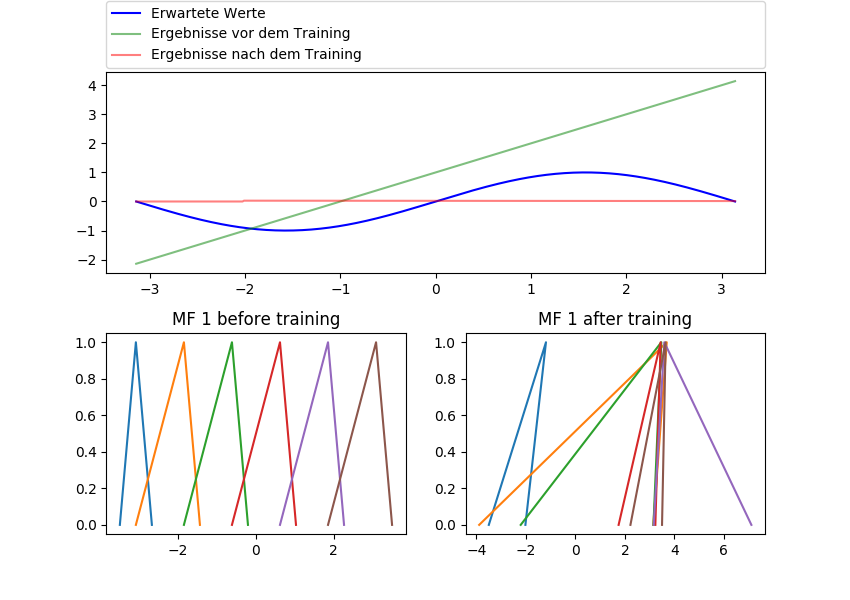 Erwartete Werte
Ergebnisse vor dem Training
Ergebnisse nach dem Training
4
3
2
1
0
−1
−2
−3 −2 −1 0 1 2 3
MF 1 before training
MF 1 after training
1.0
0.8
0.6
0.4
0.2
0.0
−2 0 2
1.0
0.8
0.6
0.4
0.2
0.0
−4 −2 0 2 4 6